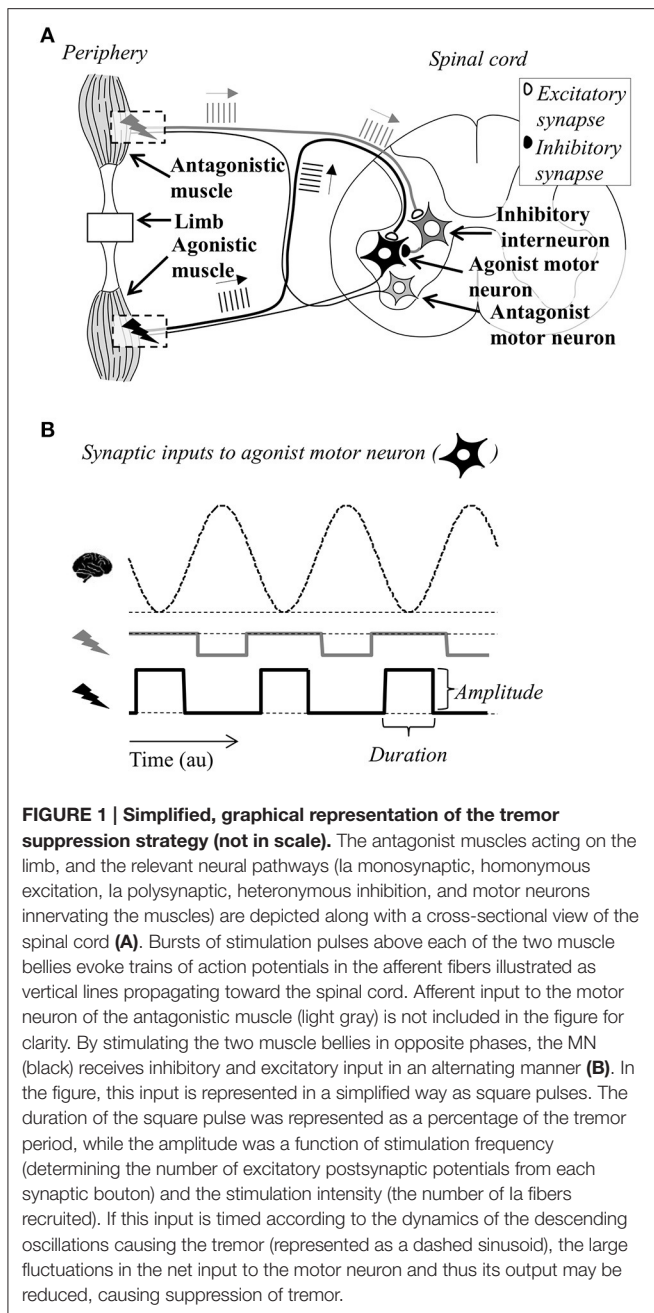 A
Periphery
Spinal cord
Excitatory
synapse
Inhibitory
synapse
Antagonistic
muscle
Limb
Agonistic
muscle
Inhibitory
interneuron
Agonist motor
neuron
Antagonist
motor neuron
B
Synaptic inputs to agonist motor neuron ( )
Amplitude
Time (au)
Duration
FIGURE 1 | Simplified, graphical representation of the tremor
suppression strategy (not in scale). The antagonist muscles acting on the
limb, and the relevant neural pathways (Ia monosynaptic, homonymous
excitation, Ia polysynaptic, heteronymous inhibition, and motor neurons
innervating the muscles) are depicted along with a cross-sectional view of the
spinal cord (A). Bursts of stimulation pulses above each of the two muscle
bellies evoke trains of action potentials in the afferent fibers illustrated as
vertical lines propagating toward the spinal cord. Afferent input to the motor
neuron of the antagonistic muscle (light gray) is not included in the figure for
clarity. By stimulating the two muscle bellies in opposite phases, the MN
(black) receives inhibitory and excitatory input in an alternating manner (B). In
the figure, this input is represented in a simplified way as square pulses. The
duration of the square pulse was represented as a percentage of the tremor
period, while the amplitude was a function of stimulation frequency
(determining the number of excitatory postsynaptic potentials from each
synaptic bouton) and the stimulation intensity (the number of Ia fibers
recruited). If this input is timed according to the dynamics of the descending
oscillations causing the tremor (represented as a dashed sinusoid), the large
fluctuations in the net input to the motor neuron and thus its output may be
reduced, causing suppression of tremor.